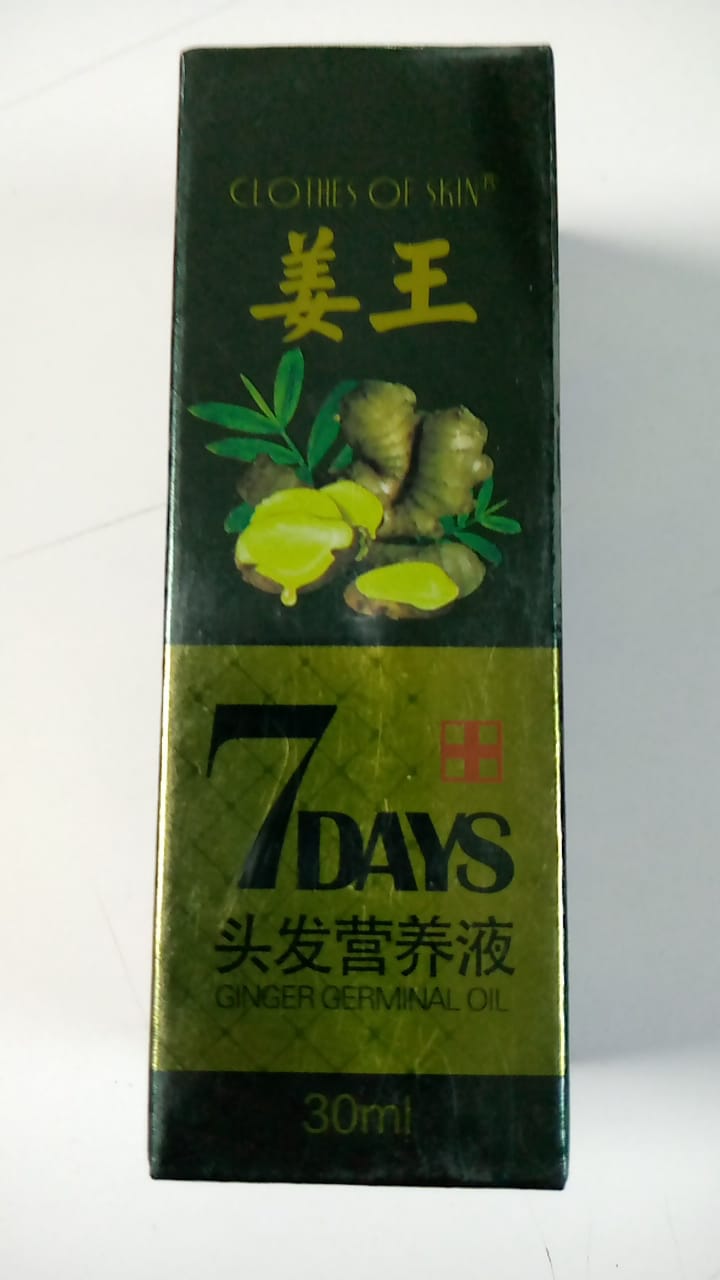 CLOTHES OF SKIN®
姜王
7DAYS
头发营养液
GINGER GERMINAL OIL
30ml